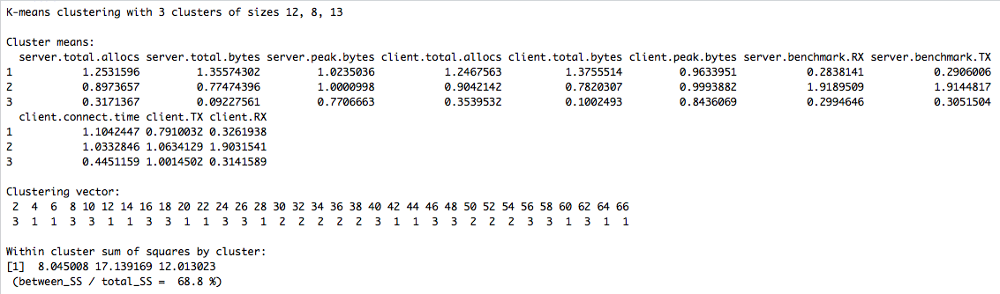 K-means clustering with 3 clusters of sizes 12, 8, 13
Cluster means:
server.total.allocs server.total.bytes server.peak.bytes client.total.allocs client.total.bytes client.peak.bytes server.benchmark.RX server.benchmark.TX
1 1.2531596 1.35574302 1.0235036 1.2467563 1.3755514 0.9633951 0.2838141 0.2906006
2 0.8973657 0.77474396 1.0000998 0.9042142 0.7820307 0.9993882 1.9189509 1.9144817
3 0.3171367 0.09227561 0.7706663 0.3539532 0.1002493 0.8436069 0.2994646 0.3051504
client.connect.time client.TX client.RX
1 1.1042447 0.7910032 0.3261938
2 1.0332846 1.0634129 1.9031541
3 0.4451159 1.0014502 0.3141589
Clustering vector:
2 4 6 8 10 12 14 16 18 20 22 24 26 28 30 32 34 36 38 40 42 44 46 48 50 52 54 56 58 60 62 64 66
3 1 1 3 3 1 1 3 3 1 1 3 3 1 2 2 2 2 2 3 1 1 3 3 2 2 2 3 3 1 3 1 1
Within cluster sum of squares by cluster:
[1] 8.045008 17.139169 12.013023
(between_SS / total_SS = 68.8 %)